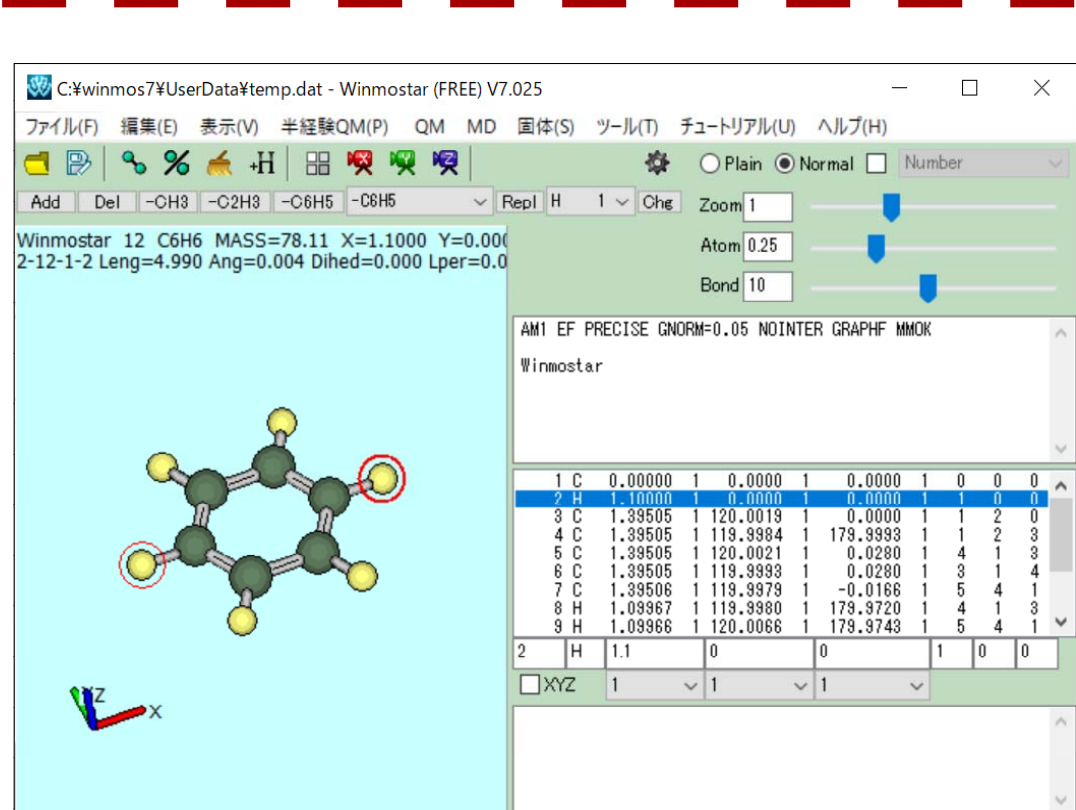 C:¥winmos7¥UserData¥temp.dat - Winmostar (FREE) V7.025
ファイル(F) 編集(E) 表示(V) 半経験QM(P) QM MD 固体(S) ツール(T) チュートリアル(U) ヘルプ(H)
+H X Y Z Plain Normal Number
Add Del -CH3 -C2H3 -C6H5 -C6H5 Repl H 1 Chg
Zoom 1
Atom 0.25
Bond 10
Winmostar 12 C6H6 MASS=78.11 X=1.1000 Y=0.000
2-12-1-2 Leng=4.990 Ang=0.004 Dihed=0.000 Lper=0.0
AM1 EF PRECISE GNORM=0.05 NOINTER GRAPHF MMOK
Winmostar
1 C 0.00000 1 0.0000 1 0.0000 1 0 0 0
2 H 1.10000 0.0000 0.0000 1 1 0 0
3 C 1.39505 1 120.0019 1 0.0000 1 1 2 0
4 C 1.39505 1 119.9984 1 179.9993 1 1 2 3
5 C 1.39505 1 120.0021 1 0.0280 1 4 1 3
6 C 1.39505 1 119.9993 1 0.0280 1 3 1 4
7 C 1.39506 1 119.9979 1 -0.0166 1 5 4 1
8 H 1.09967 1 119.9980 1 179.9720 1 4 1 3
9 H 1.09966 1 120.0066 1 179.9743 1 5 4 1
2 H 1.1 0 0 1 0 0
XYZ 1 1 1
Z
X